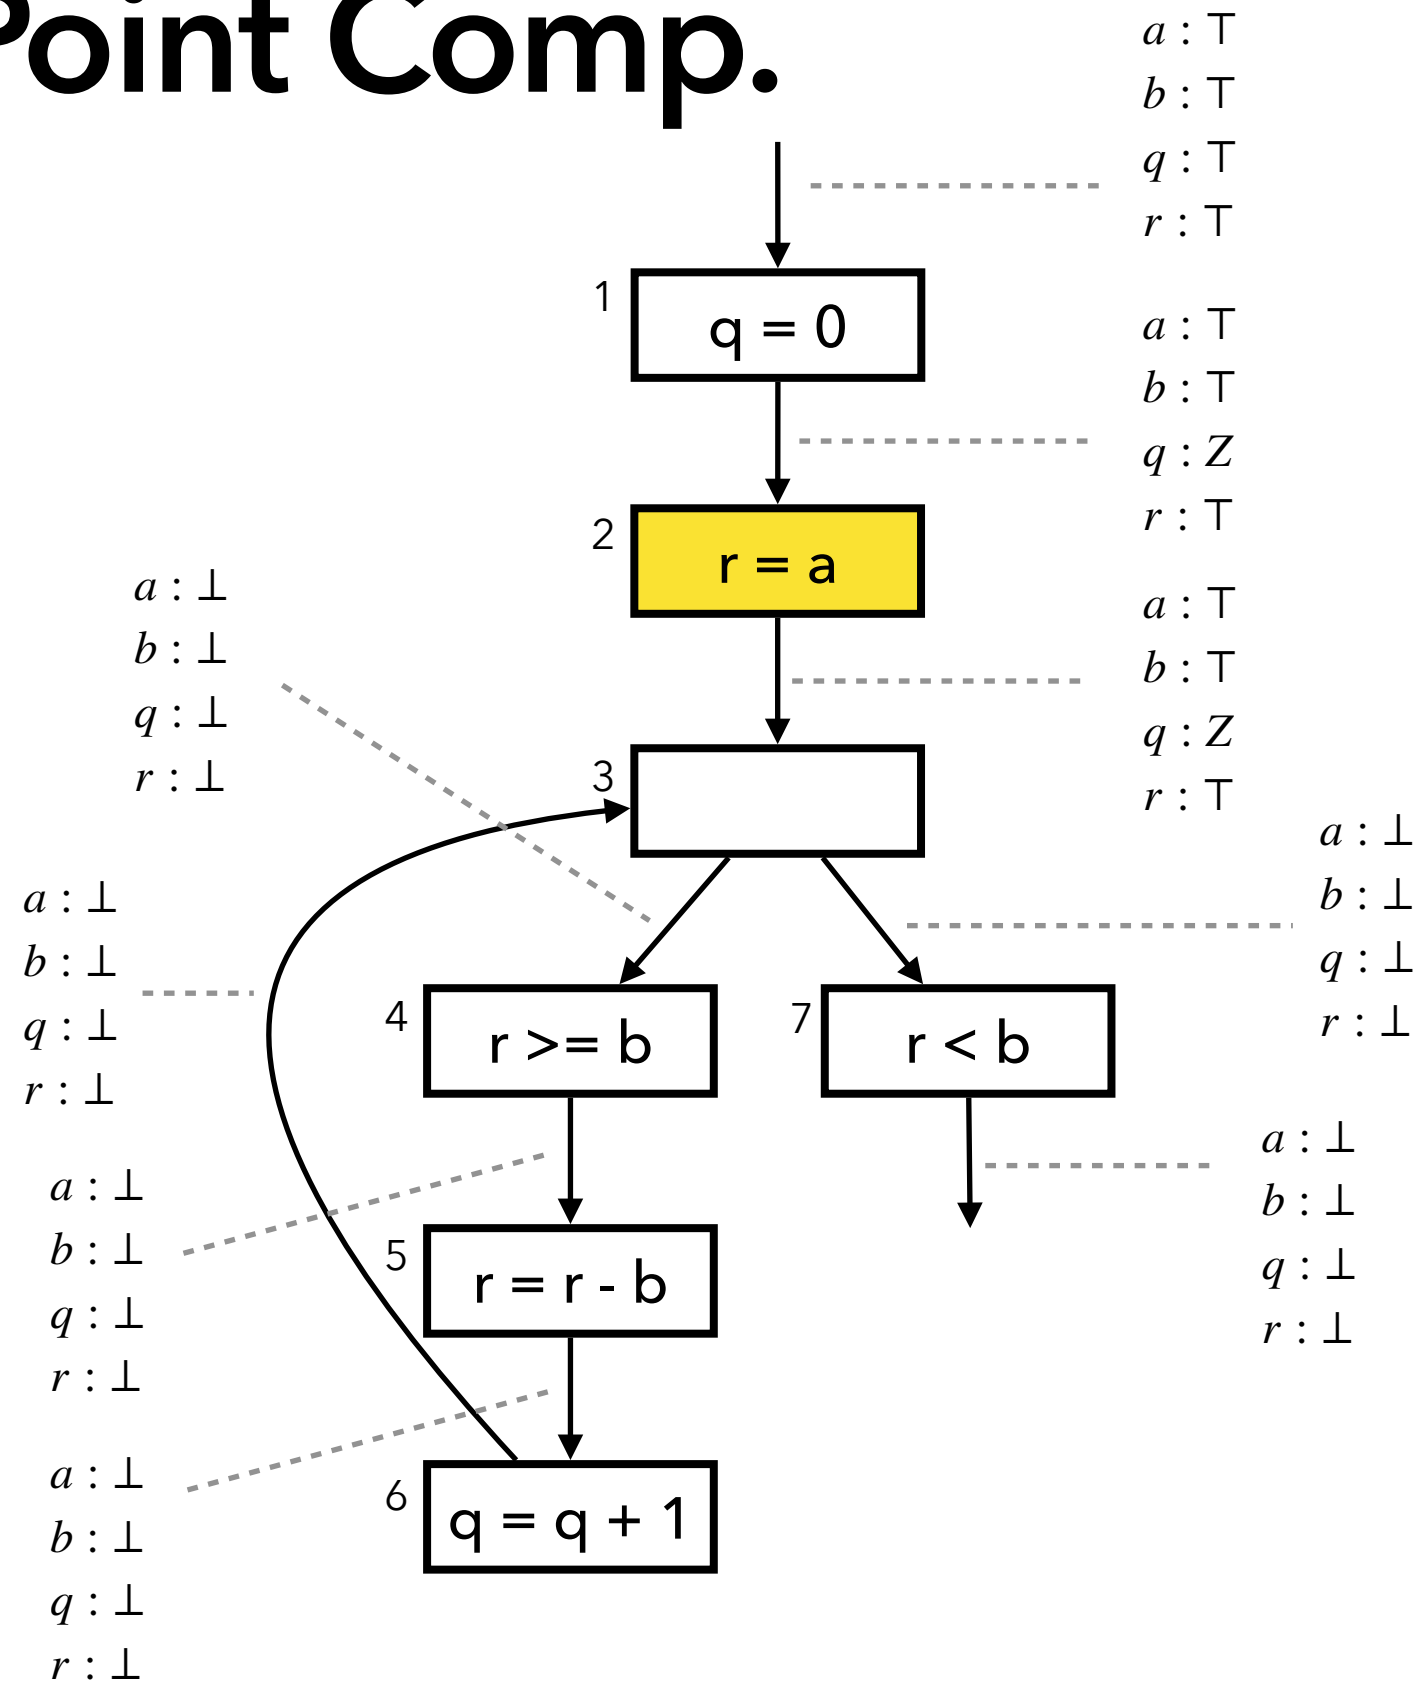 Point Comp.
a : ⊤
b : ⊤
q : ⊤
r : ⊤
1
q = 0
a : ⊤
b : ⊤
q : Z
r : ⊤
2
r = a
a : ⊤
b : ⊤
q : Z
r : ⊤
a : ⊥
b : ⊥
q : ⊥
r : ⊥
3
a : ⊥
b : ⊥
q : ⊥
r : ⊥
a : ⊥
b : ⊥
q : ⊥
r : ⊥
4
r >= b
7
r < b
a : ⊥
b : ⊥
q : ⊥
r : ⊥
a : ⊥
b : ⊥
q : ⊥
r : ⊥
5
r = r - b
a : ⊥
b : ⊥
q : ⊥
r : ⊥
6
q = q + 1